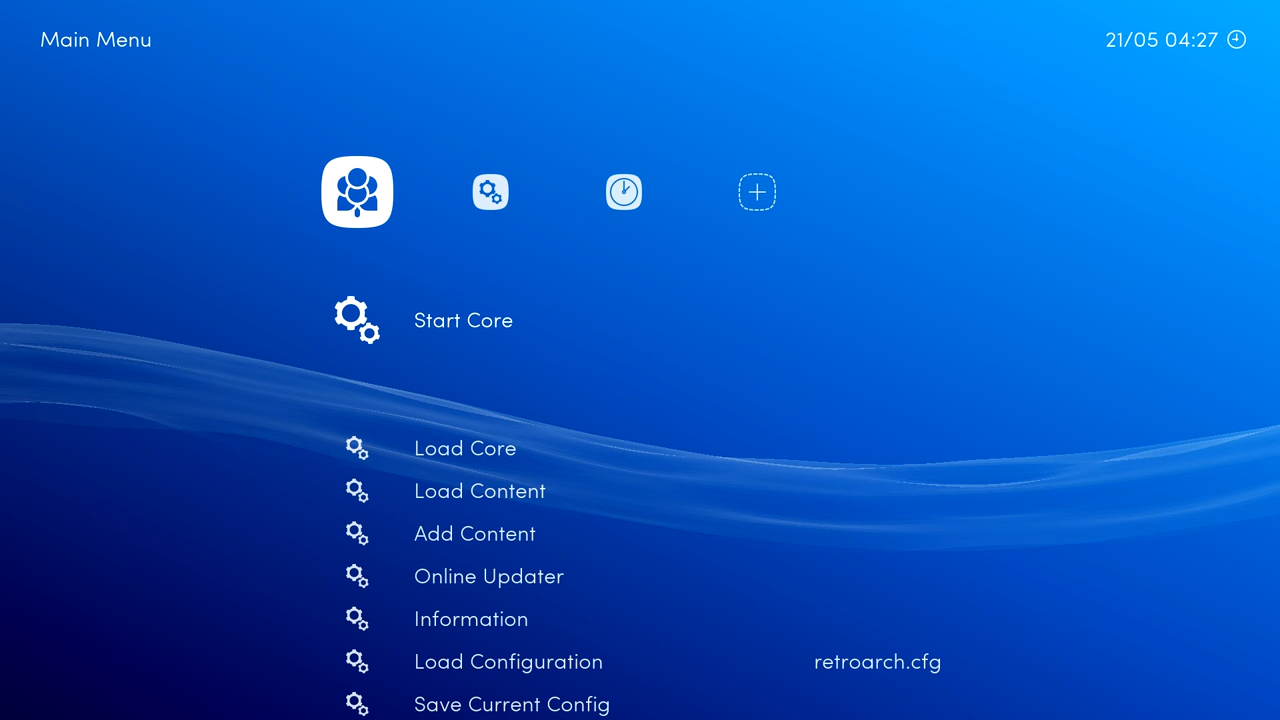 Main Menu
21/05 04:27
Start Core
Load Core
Load Content
Add Content
Online Updater
Information
Load Configuration retroarch.cfg
Save Current Config